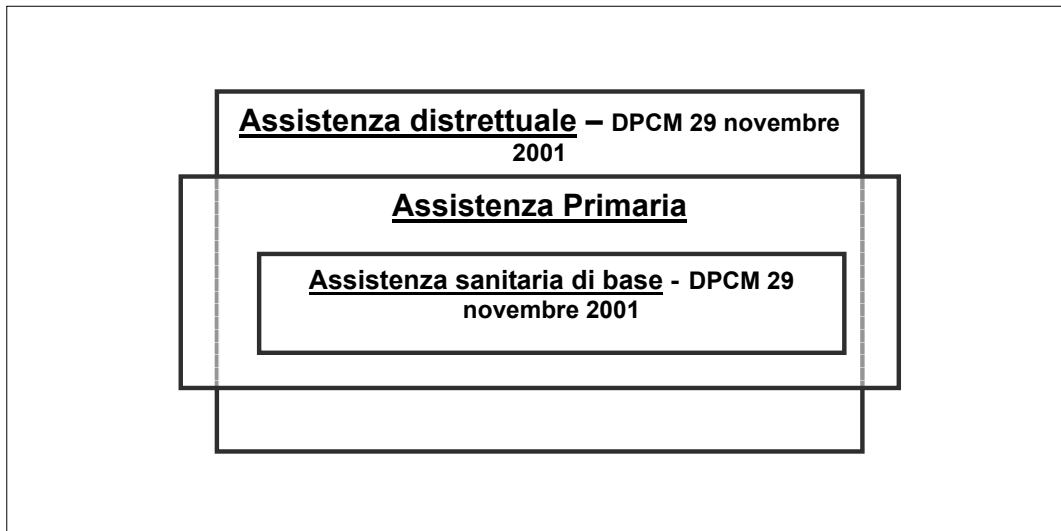 Assistenza distrettuale – DPCM 29 novembre
2001
Assistenza Primaria
Assistenza sanitaria di base - DPCM 29
novembre 2001